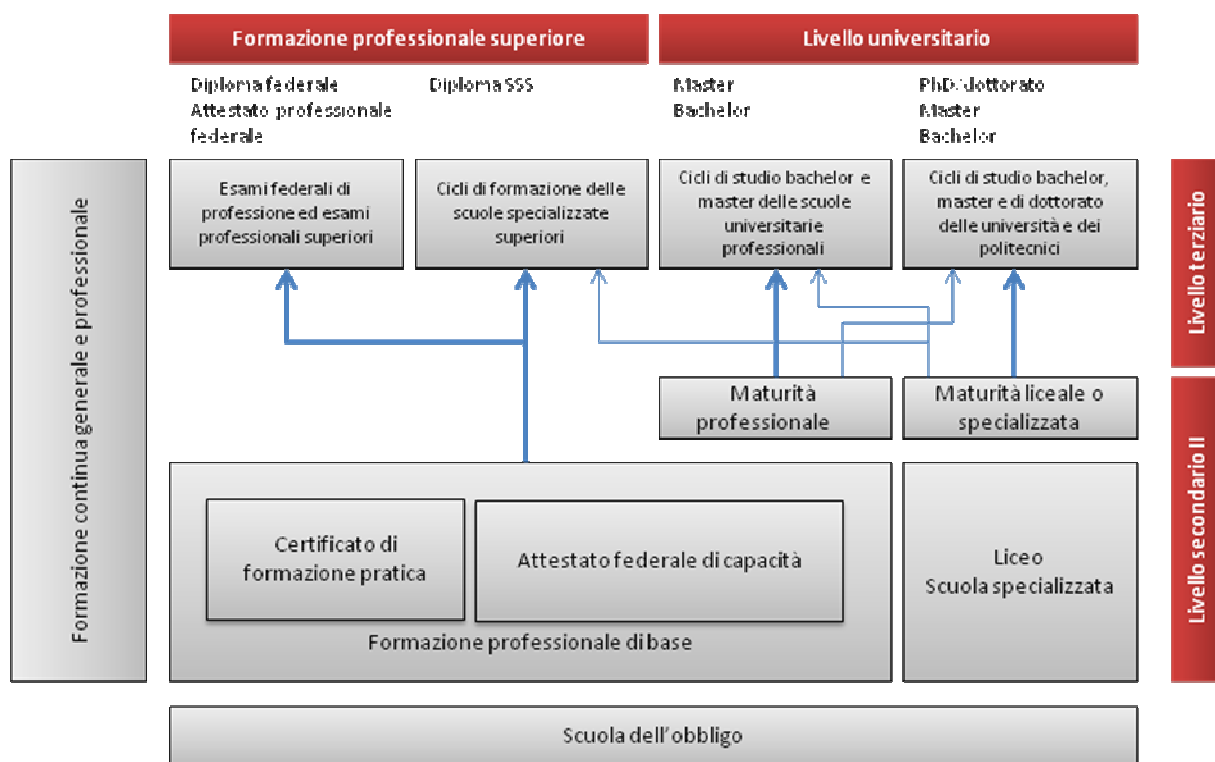 Formazione professionale superiore
Livello universitario
Diploma federale
Attestato professionale
federale
Diploma SSS
Master
Bachelor
PhD/dottorato
Master
Bachelor
Formazione continua generale e professionale
Esami federali di
professione ed esami
professionali superiori
Cicli di formazione delle
scuole specializzate
superiori
Cicli di studio bachelor e
master delle scuole
universitarie
professionali
Cicli di studio bachelor,
master e di dottorato
delle università e dei
politecnici
Livello terziario
Maturità
professionale
Maturità liceale o
specializzata
Livello secondario II
Certificato di
formazione pratica
Attestato federale di capacità
Formazione professionale di base
Liceo
Scuola specializzata
Scuola dell'obbligo